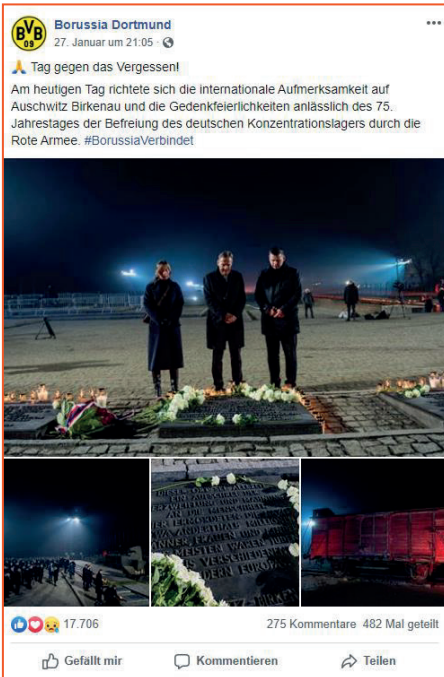 BVB
09
Borussia Dortmund
27. Januar um 21:05
Tag gegen das Vergessen!
Am heutigen Tag richtete sich die internationale Aufmerksamkeit auf
Auschwitz Birkenau und die Gedenkfeierlichkeiten anlässlich des 75.
Jahrestages der Befreiung des deutschen Konzentrationslagers durch die
Rote Armee. #BorussiaVerbindet
17.706
275 Kommentare 482 Mal geteilt
Gefällt mir
Kommentieren
Teilen